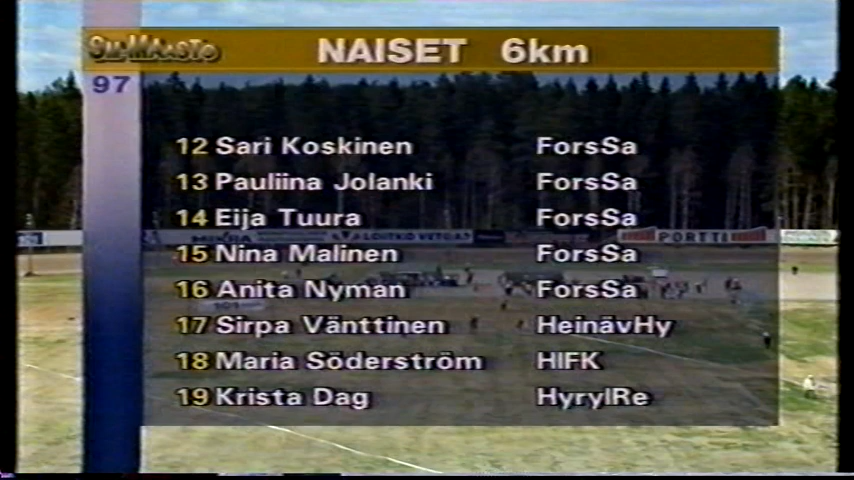 SM-MAASTO
NAISET 6km
97
12 Sari Koskinen ForsSa
13 Pauliina Jolanki ForsSa
14 Eija Tuura ForsSa
15 Nina Malinen ForsSa
16 Anita Nyman ForsSa
17 Sirpa Vänttinen HeinävHy
18 Maria Söderström HIFK
19 Krista Dag HyrylRe
PORTTI